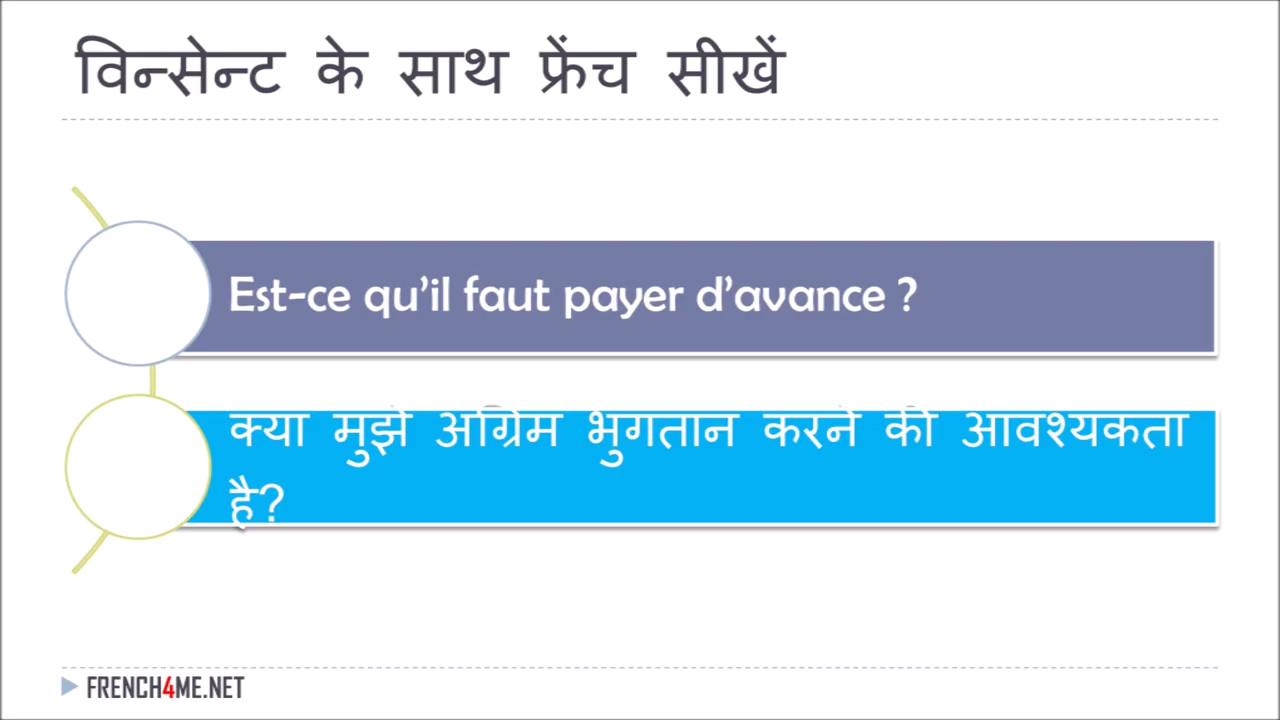 विन्सेन्ट के साथ फ्रेंच सीखें
Est-ce qu’il faut payer d’avance ?
क्या मुझे अग्रिम भुगतान करने की आवश्यकता
है?
FRENCH4ME.NET